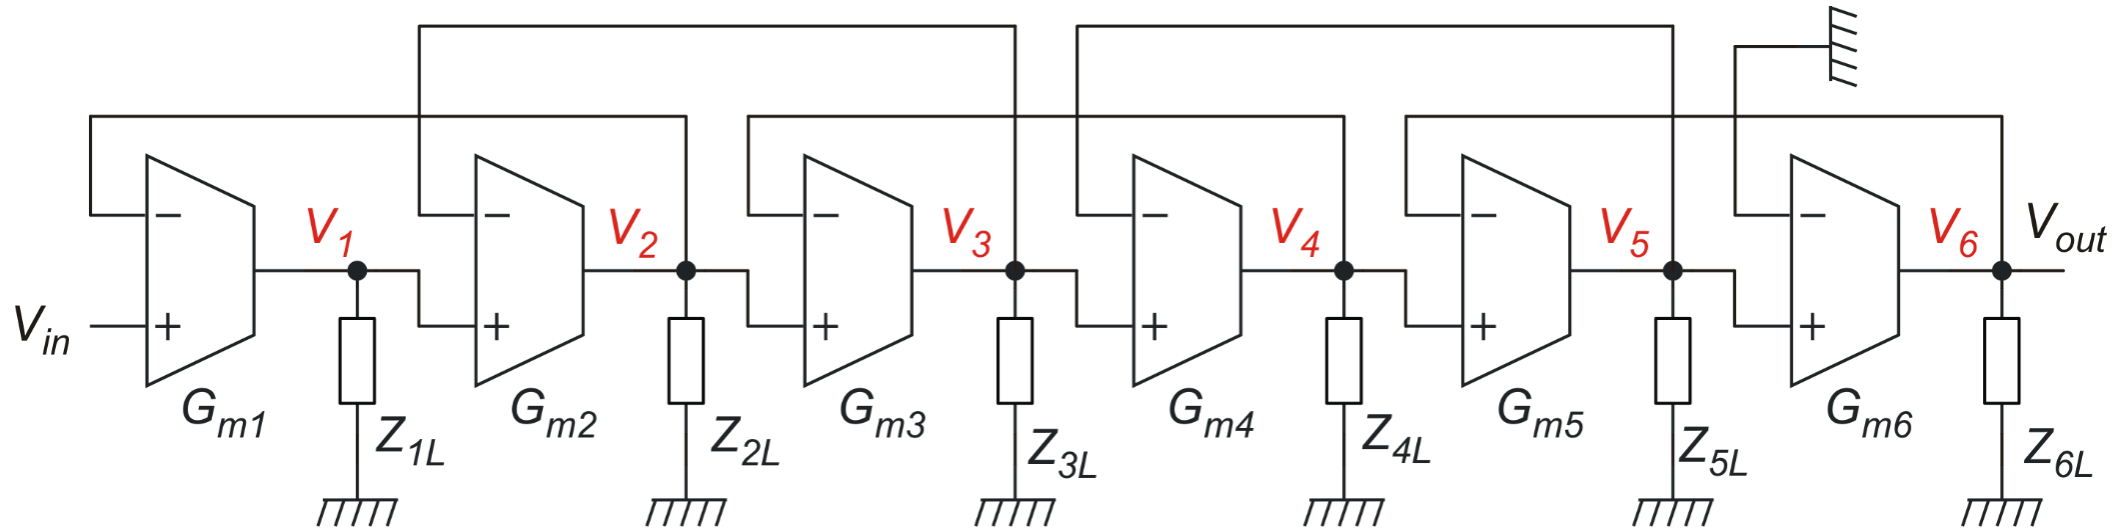 V1 V2 V3 V4 V5 V6 Vout
− − − − − −
Vin + + + + + +
Gm1 Gm2 Gm3 Gm4 Gm5 Gm6
Z1L Z2L Z3L Z4L Z5L Z6L